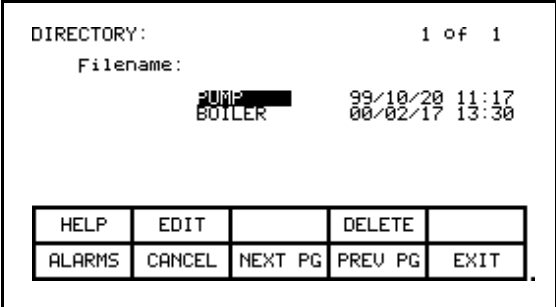 DIRECTORY: 1 of 1
Filename:
PUMP 99/10/20 11:17
BOILER 00/02/17 13:30
HELP EDIT DELETE
ALARMS CANCEL NEXT PG PREV PG EXIT